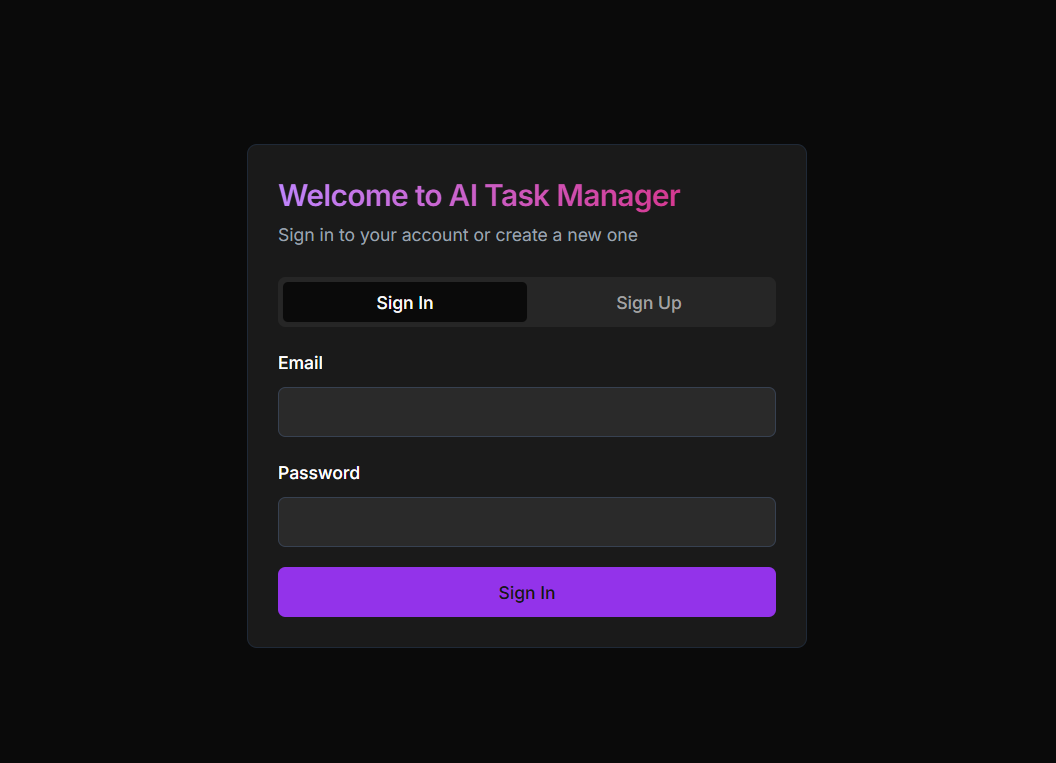 Welcome to AI Task Manager
Sign in to your account or create a new one
Sign In
Sign Up
Email
Password
Sign In